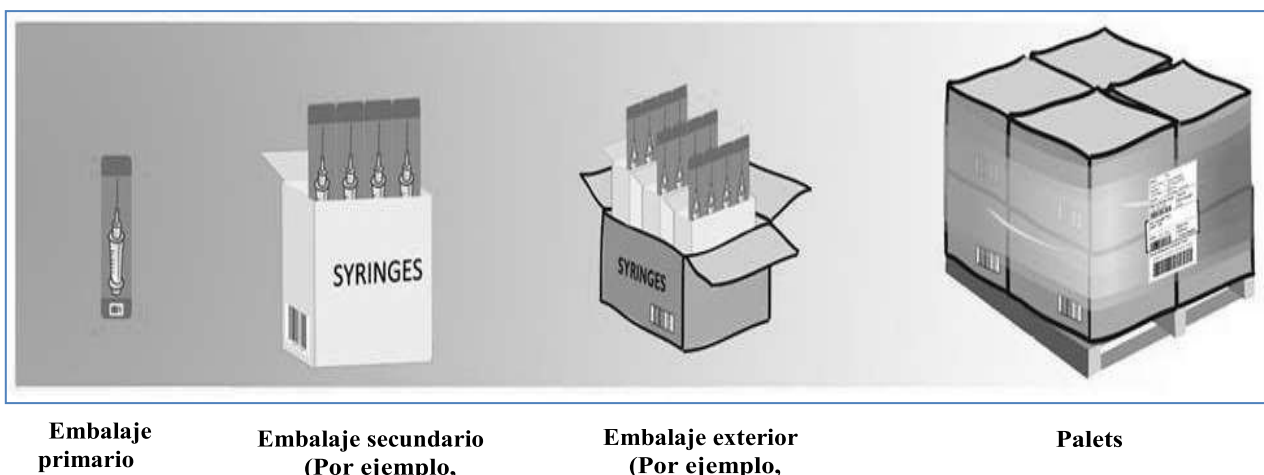 SYRINGES
SYRINGES
Embalaje
primario
Embalaje secundario
(Por ejemplo,
Embalaje exterior
(Por ejemplo,
Palets